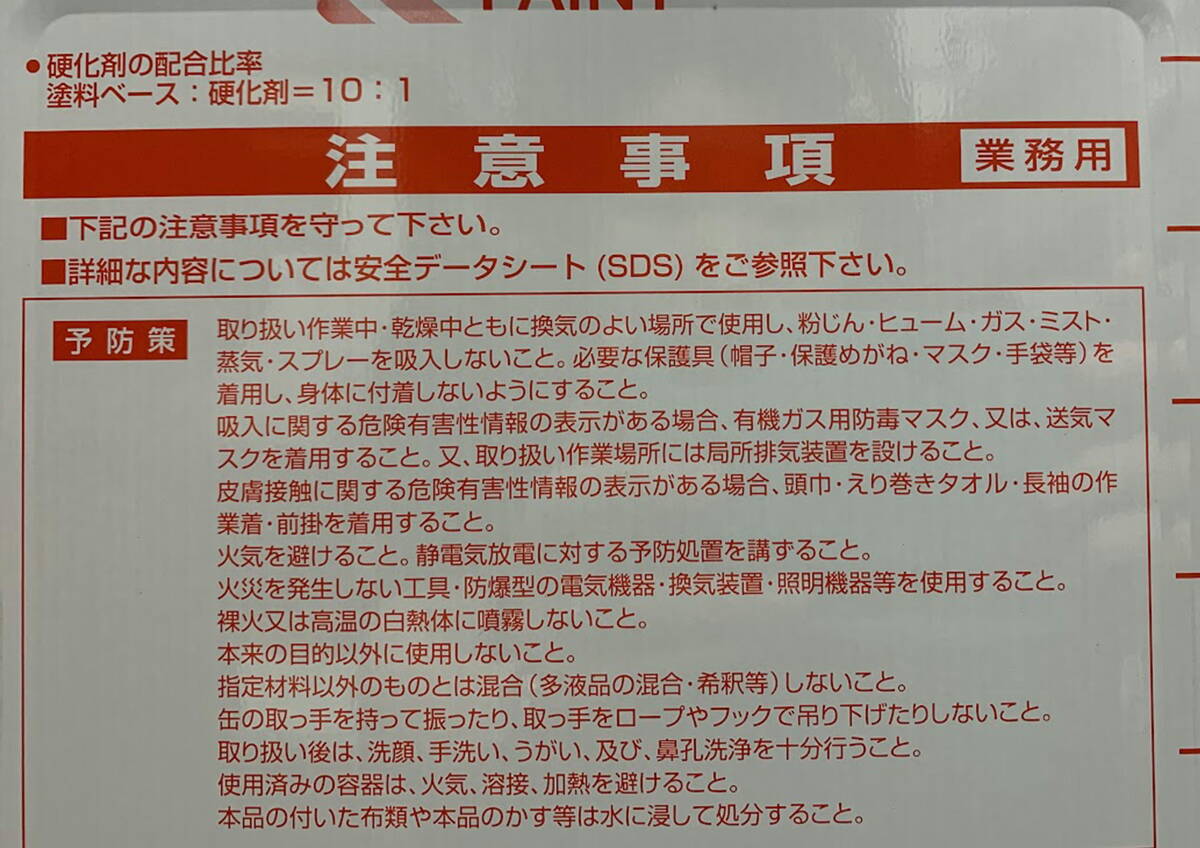 PAINT
●硬化剤の配合比率
塗料ベース：硬化剤＝10：1
注意事項 業務用
■下記の注意事項を守って下さい。
■詳細な内容については安全データシート(SDS)をご参照下さい。
予防策
取り扱い作業中・乾燥中ともに換気のよい場所で使用し、粉じん・ヒューム・ガス・ミスト・
蒸気・スプレーを吸入しないこと。必要な保護具（帽子・保護めがね・マスク・手袋等）を
着用し、身体に付着しないようにすること。
吸入に関する危険有害性情報の表示がある場合、有機ガス用防毒マスク、又は、送気マ
スクを着用すること。又、取り扱い作業場所には局所排気装置を設けること。
皮膚接触に関する危険有害性情報の表示がある場合、頭巾・えり巻きタオル・長袖の作
業着・前掛を着用すること。
火気を避けること。静電気放電に対する予防処置を講ずること。
火災を発生しない工具・防爆型の電気機器・換気装置・照明機器等を使用すること。
裸火又は高温の白熱体に噴霧しないこと。
本来の目的以外に使用しないこと。
指定材料以外のものとは混合（多液品の混合・希釈等）しないこと。
缶の取っ手を持って振ったり、取っ手をロープやフックで吊り下げたりしないこと。
取り扱い後は、洗顔、手洗い、うがい、及び、鼻孔洗浄を十分行うこと。
使用済みの容器は、火気、溶接、加熱を避けること。
本品の付いた布類や本品のかす等は水に浸して処分すること。